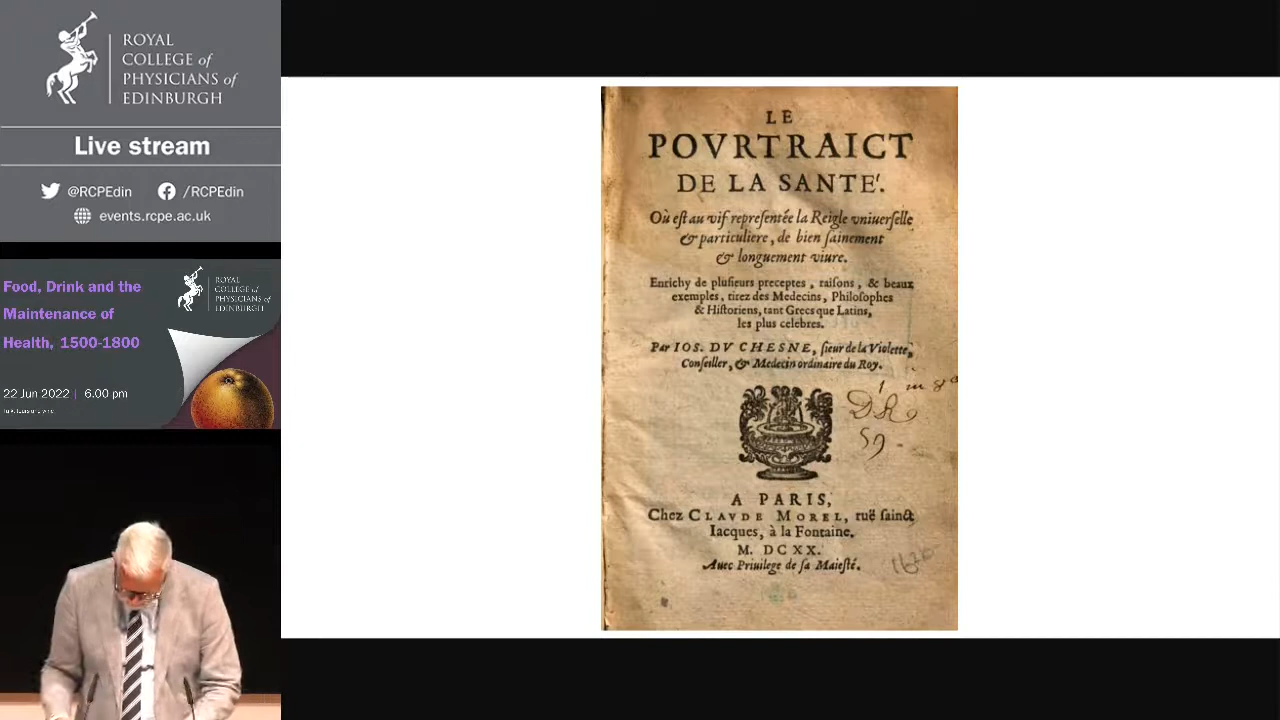 ROYAL
COLLEGE of
PHYSICIANS of
EDINBURGH
Live stream
@RCPEdin /RCPEdin
events.rcpe.ac.uk
Food, Drink and the
Maintenance of
Health, 1500-1800
22 Jun 2022 | 6.00 pm
ROYAL
COLLEGE of
PHYSICIANS of
EDINBURGH
LE
POVRTRAICT
DE LA SANTE'.
Où eſt au vif repreſentée la Reigle vniuerſelle
& particuliere, de bien ſainement
& longuement viure.
Enrichy de pluſieurs preceptes, raiſons, & beaux
exemples, tirez des Medecins, Philoſophes
& Hiſtoriens, tant Grecs que Latins,
les plus celebres.
Par IOS. DV CHESNE, ſieur de la Violette,
Conſeiller, & Medecin ordinaire du Roy.
A PARIS,
Chez CLAVDE MOREL, ruë ſainct
Iacques, à la Fontaine.
M. DCXX.
Auec Priuilege de ſa Maieſté.
1620